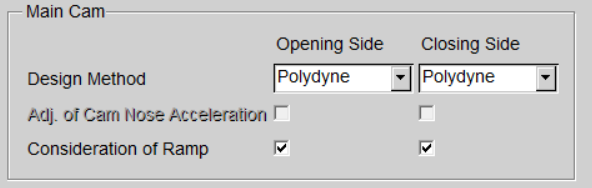 Main Cam
Opening Side Closing Side
Design Method Polydyne Polydyne
Adj. of Cam Nose Acceleration
Consideration of Ramp